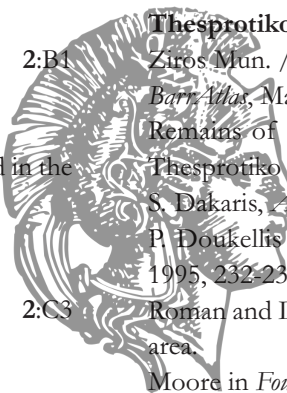 Thesprotiko
2:B1
Ziros Mun. /
BarrAtlas, Ma
Remains of
d in the
Thesprotiko
S. Dakaris, A
P. Doukellis
1995, 232-23
2:C3
Roman and L
area.
Moore in Fou